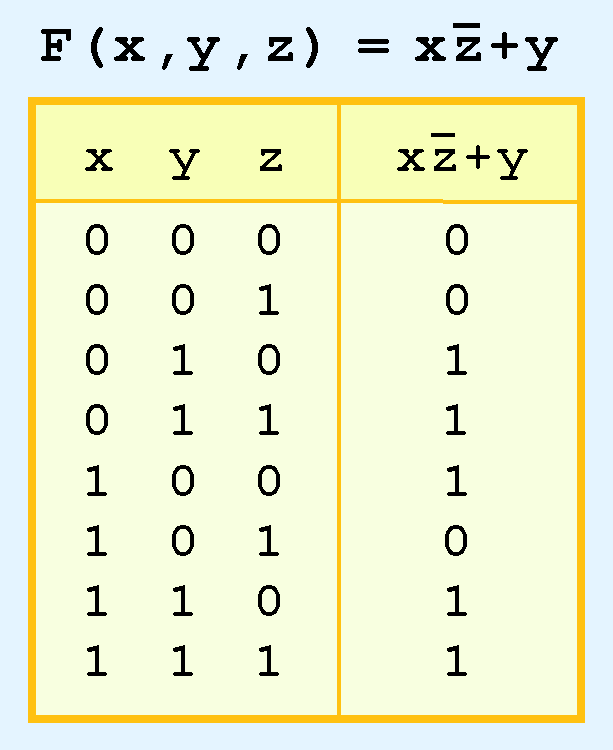 F(x,y,z) = xz̅+y
x y z xz̅+y
0 0 0 0
0 0 1 0
0 1 0 1
0 1 1 1
1 0 0 1
1 0 1 0
1 1 0 1
1 1 1 1